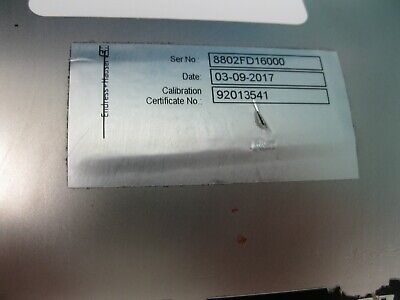 Ser No.: 8802FD16000
Date: 03-09-2017
Calibration
Certificate No.: 92013541
Endress+Hauser